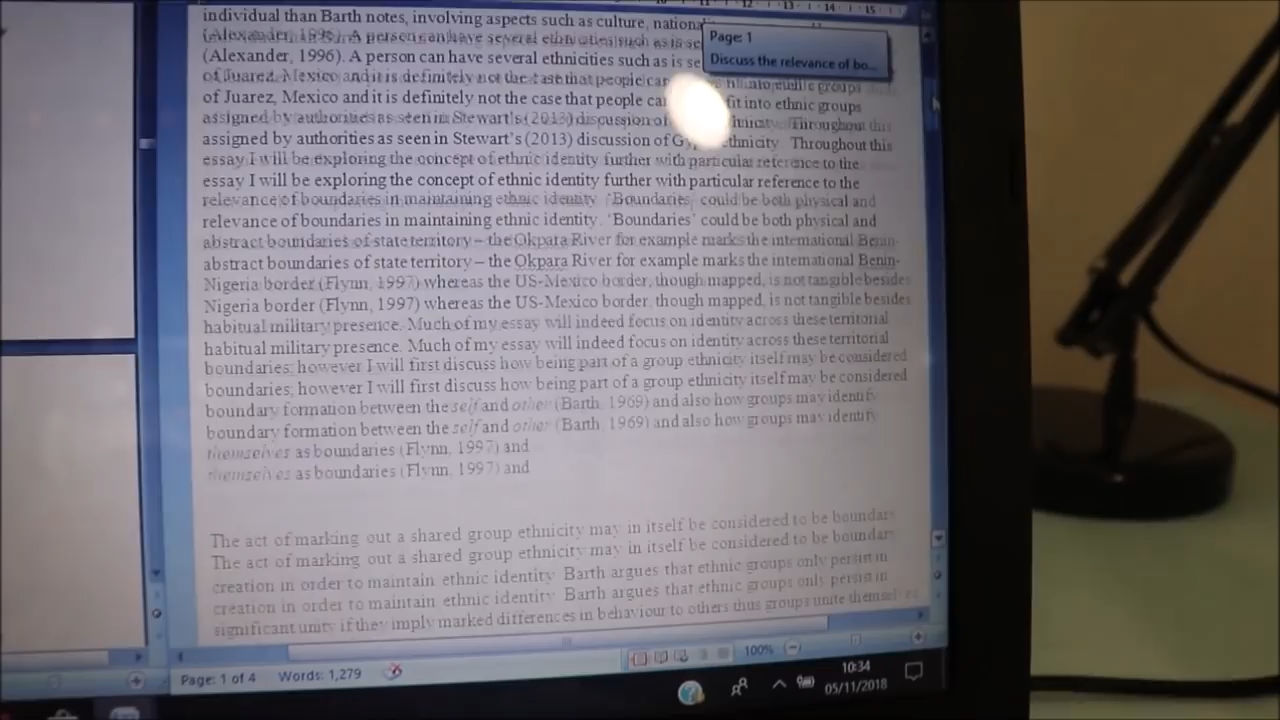 individual than Barth notes, involving aspects such as culture,
(Alexander, 1996). A person can have several ethnicities such as is
of Juarez, Mexico and it is definitely not the case that people fit into ethnic groups
assigned by authorities as seen in Stewart's (2013) discussion of ethnicity. Throughout this
essay I will be exploring the concept of ethnic identity further with particular reference to the
relevance of boundaries in maintaining ethnic identity. 'Boundaries' could be both physical and
abstract boundaries of state territory – the Okpara River for example marks the international Benin-
Nigeria border (Flynn, 1997) whereas the US-Mexico border, though mapped, is not tangible besides
habitual military presence. Much of my essay will indeed focus on identity across these territorial
boundaries; however I will first discuss how being part of a group ethnicity itself may be considered
boundary formation between the self and other (Barth, 1969) and also how groups may identify
themselves as boundaries (Flynn, 1997) and
The act of marking out a shared group ethnicity may in itself be considered to be boundary
creation in order to maintain ethnic identity. Barth argues that ethnic groups only persist in
significant unity if they imply marked differences in behaviour to others thus groups unite
Page: 1
Discuss the relevance of bo...
Page: 1 of 4 Words: 1,279 100%
10:34
05/11/2018